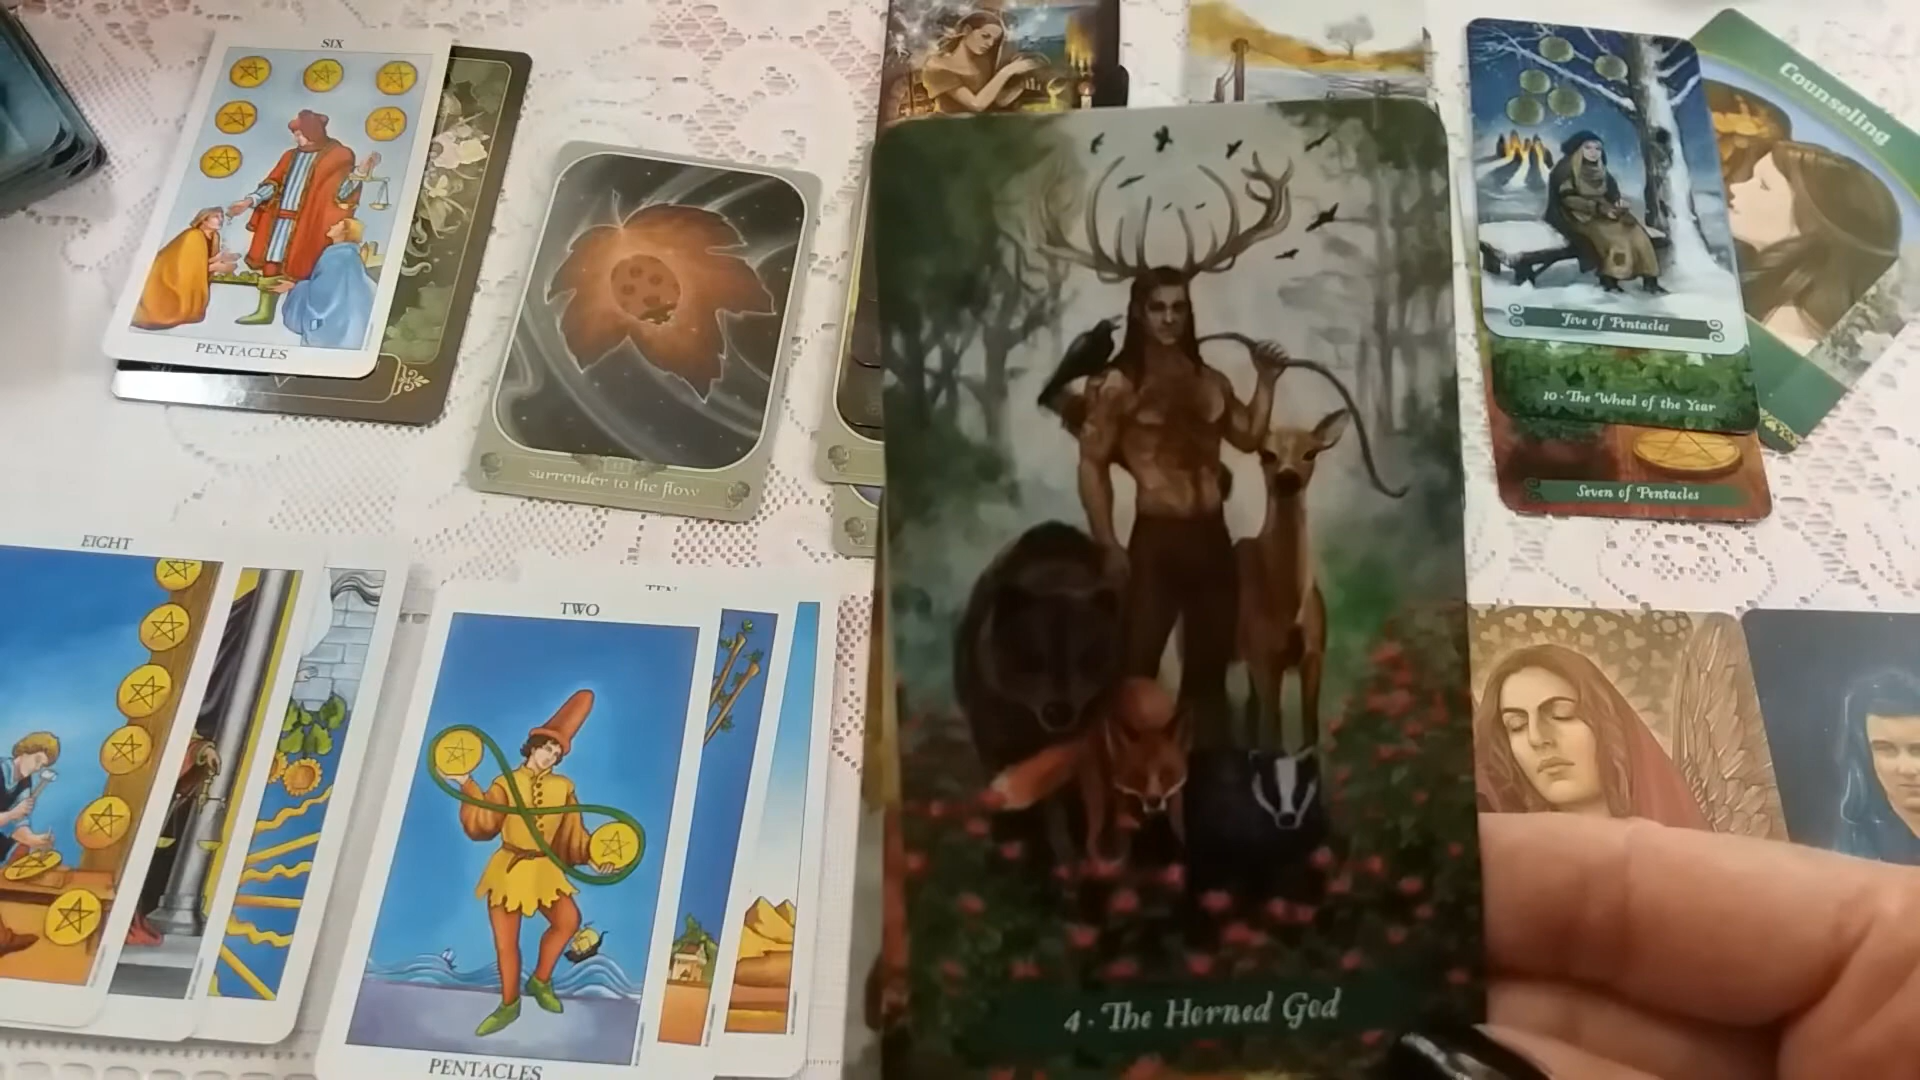 SIX
PENTACLES
surrender to the flow
Counseling
Five of Pentacles
10 · The Wheel of the Year
Seven of Pentacles
EIGHT
TWO
TEN
PENTACLES
4 · The Horned God